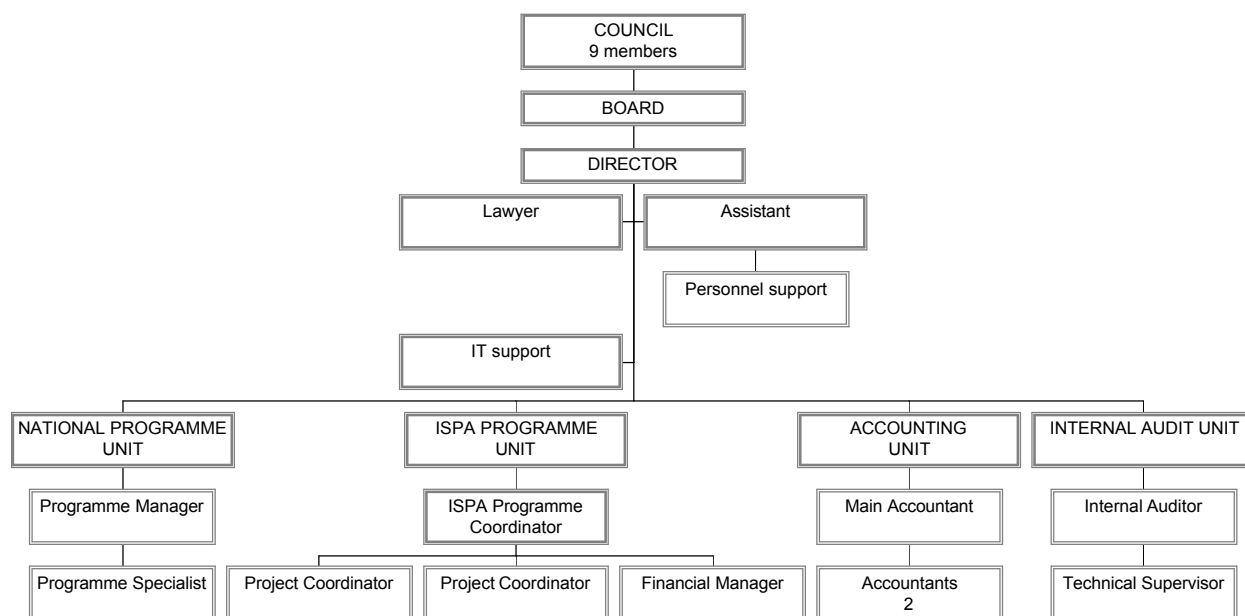 COUNCIL
9 members
BOARD
DIRECTOR
Lawyer
Assistant
Personnel support
IT support
NATIONAL PROGRAMME
UNIT
ISPA PROGRAMME
UNIT
ACCOUNTING
UNIT
INTERNAL AUDIT UNIT
Programme Manager
ISPA Programme
Coordinator
Main Accountant
Internal Auditor
Programme Specialist
Project Coordinator
Project Coordinator
Financial Manager
Accountants
2
Technical Supervisor